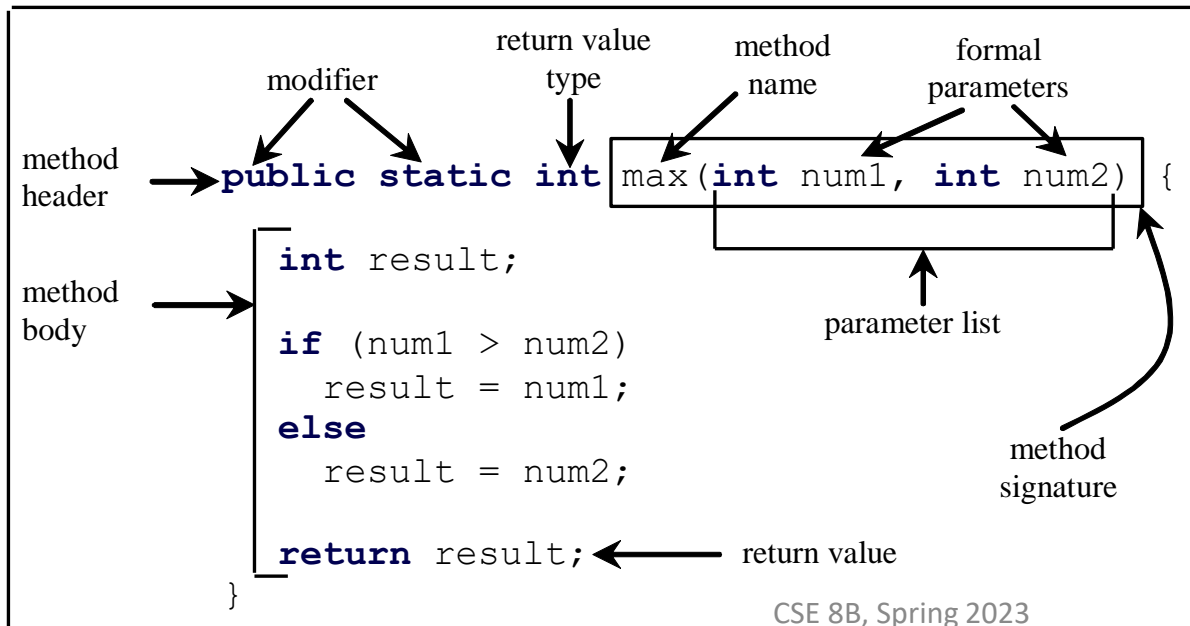 return value
type
method
name
formal
parameters
modifier
method
header
public static int max(int num1, int num2) {
int result;
method
body
parameter list
if (num1 > num2)
result = num1;
else
result = num2;
method
signature
return result;
return value
}
CSE 8B, Spring 2023